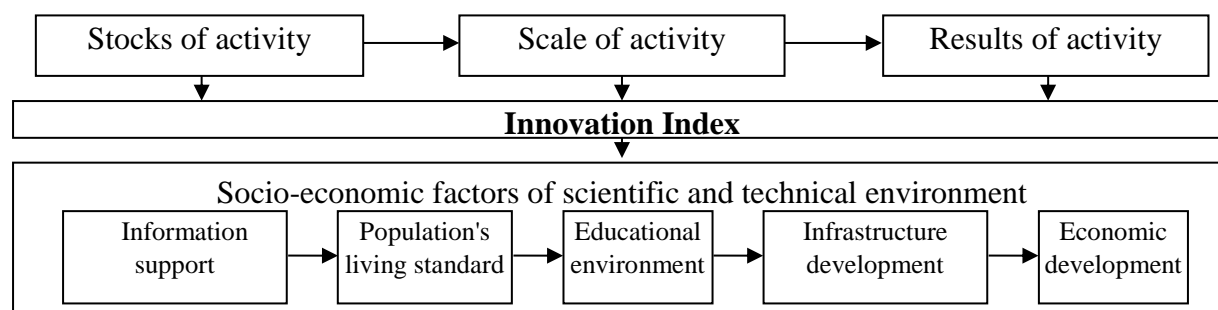 Stocks of activity
Scale of activity
Results of activity
Innovation Index
Socio-economic factors of scientific and technical environment
Information
support
Population's
living standard
Educational
environment
Infrastructure
development
Economic
development